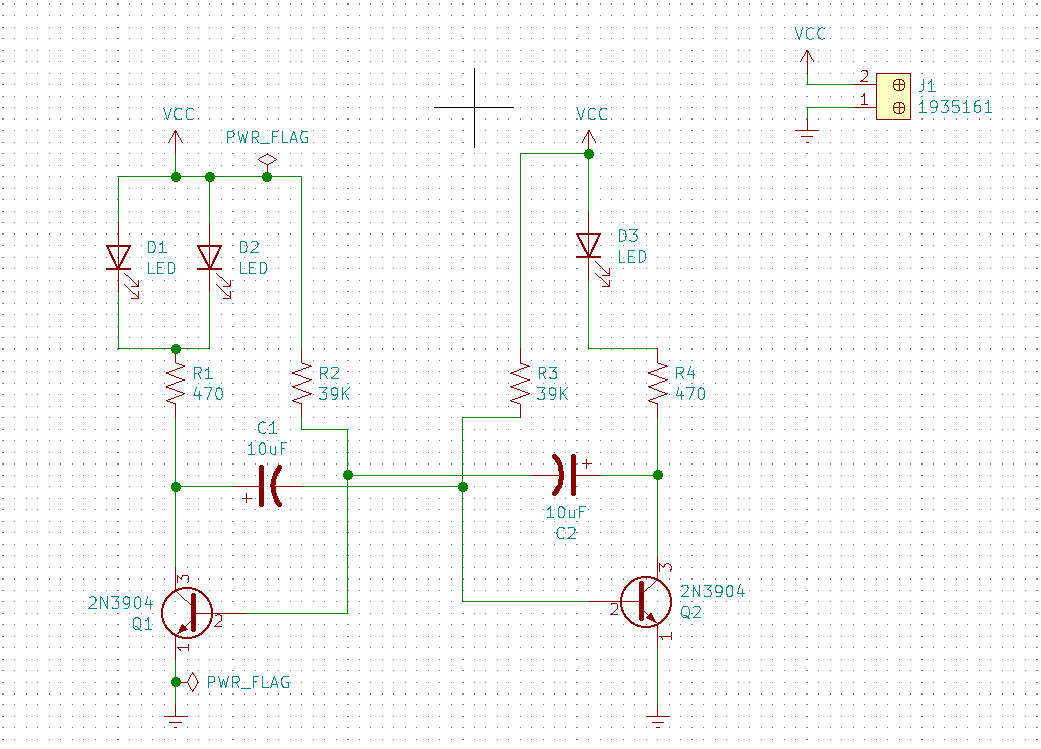 VCC
2
J1
1
1935161
VCC
PWR_FLAG
VCC
D1
LED
D2
LED
D3
LED
R1
470
R2
39K
R3
39K
R4
470
C1
10uF
+
+
10uF
C2
3
2N3904
Q1
2
1
PWR_FLAG
3
2N3904
Q2
2
1